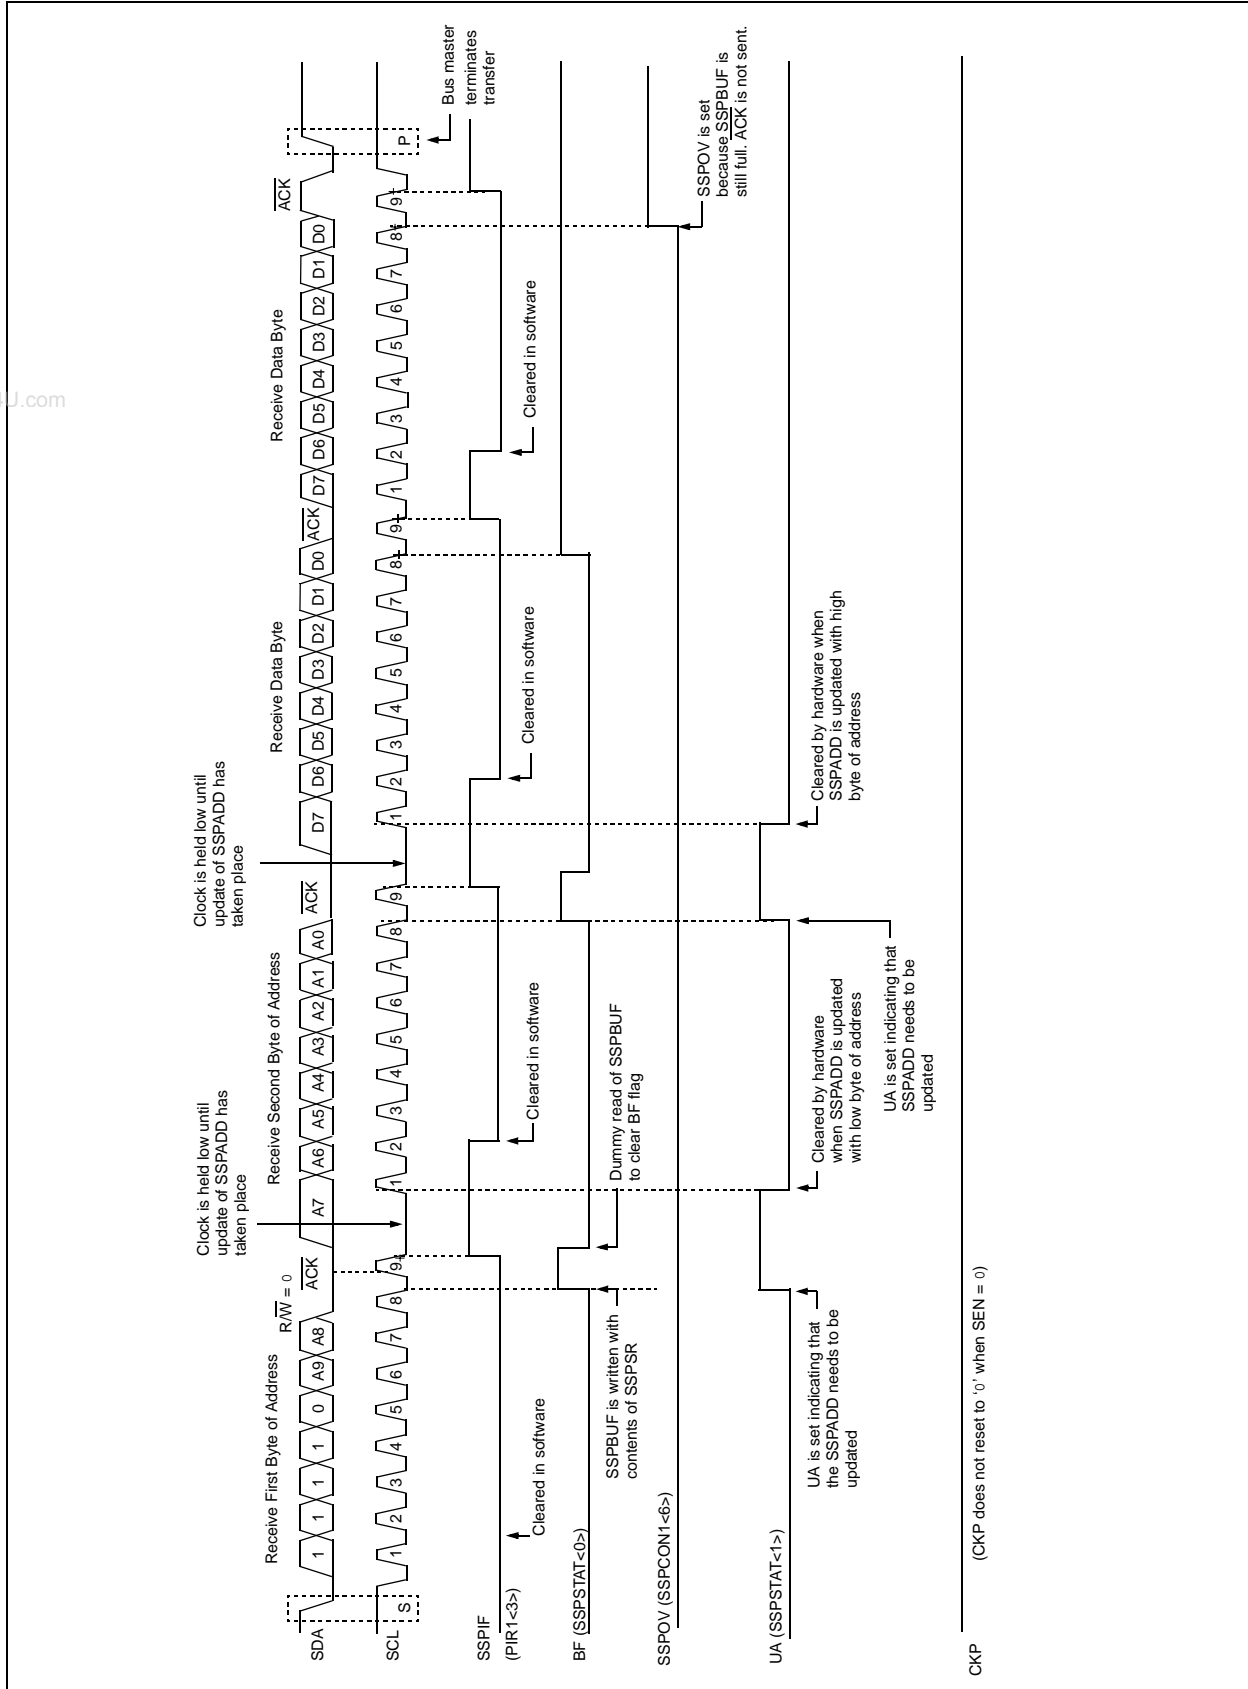 4U.com
Receive First Byte of Address
R/W = 0
Clock is held low until
update of SSPADD has
taken place
Receive Second Byte of Address
Clock is held low until
update of SSPADD has
taken place
Receive Data Byte
Receive Data Byte
SDA
1 1 1 1 0 A9 A8 ACK A7 A6 A5 A4 A3 A2 A1 A0 ACK D7 D6 D5 D4 D3 D2 D1 D0 ACK D7 D6 D5 D4 D3 D2 D1 D0 ACK
SCL
S 1 2 3 4 5 6 7 8 9 1 2 3 4 5 6 7 8 9 1 2 3 4 5 6 7 8 9 1 2 3 4 5 6 7 8 9 P
Bus master
terminates
transfer
SSPIF
(PIR1<3>)
Cleared in software
Cleared in software
Cleared in software
Cleared in software
BF (SSPSTAT<0>)
SSPBUF is written with
contents of SSPSR
Dummy read of SSPBUF
to clear BF flag
SSPOV (SSPCON1<6>)
SSPOV is set
because SSPBUF is
still full. ACK is not sent.
UA (SSPSTAT<1>)
UA is set indicating that
the SSPADD needs to be
updated
Cleared by hardware
when SSPADD is updated
with low byte of address
UA is set indicating that
SSPADD needs to be
updated
Cleared by hardware when
SSPADD is updated with high
byte of address
CKP
(CKP does not reset to ‘0’ when SEN = 0)